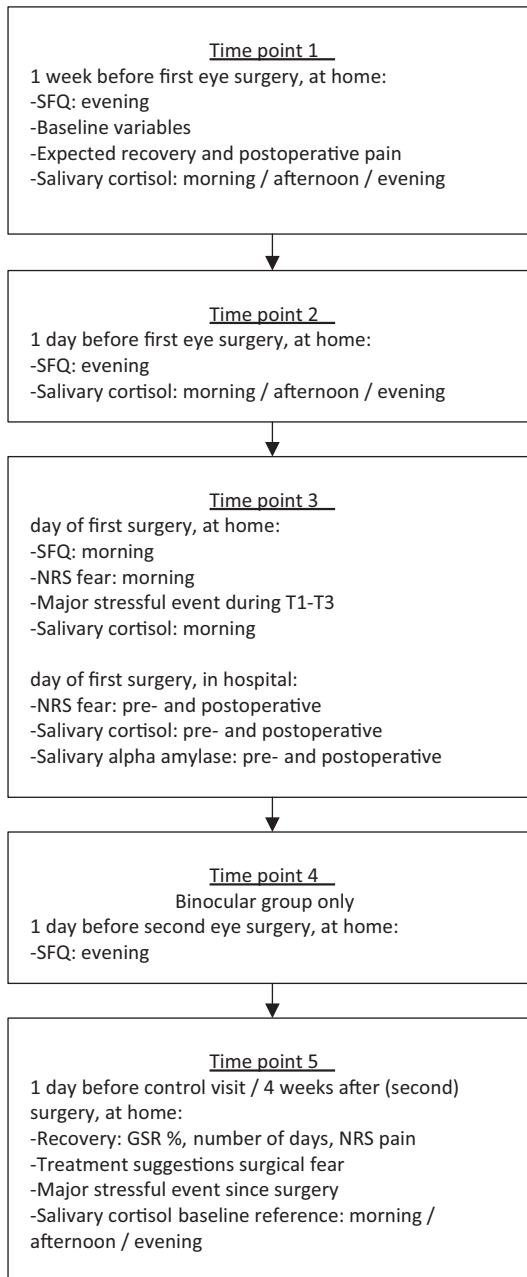 Time point 1
1 week before first eye surgery, at home:
-SFQ: evening
-Baseline variables
-Expected recovery and postoperative pain
-Salivary cortisol: morning / afternoon / evening
Time point 2
1 day before first eye surgery, at home:
-SFQ: evening
-Salivary cortisol: morning / afternoon / evening
Time point 3
day of first surgery, at home:
-SFQ: morning
-NRS fear: morning
-Major stressful event during T1-T3
-Salivary cortisol: morning
day of first surgery, in hospital:
-NRS fear: pre- and postoperative
-Salivary cortisol: pre- and postoperative
-Salivary alpha amylase: pre- and postoperative
Time point 4
Binocular group only
1 day before second eye surgery, at home:
-SFQ: evening
Time point 5
1 day before control visit / 4 weeks after (second)
surgery, at home:
-Recovery: GSR %, number of days, NRS pain
-Treatment suggestions surgical fear
-Major stressful event since surgery
-Salivary cortisol baseline reference: morning /
afternoon / evening